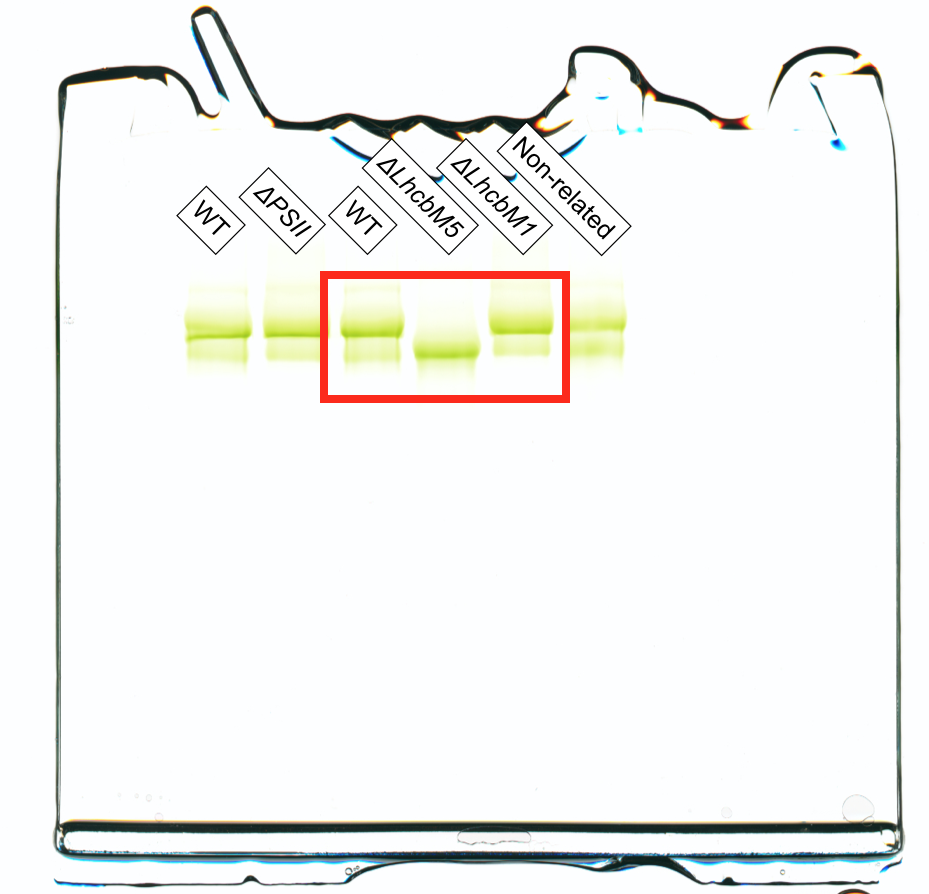 WT
ΔPSII
WT
ΔLhcbM5
ΔLhcbM1
Non-related